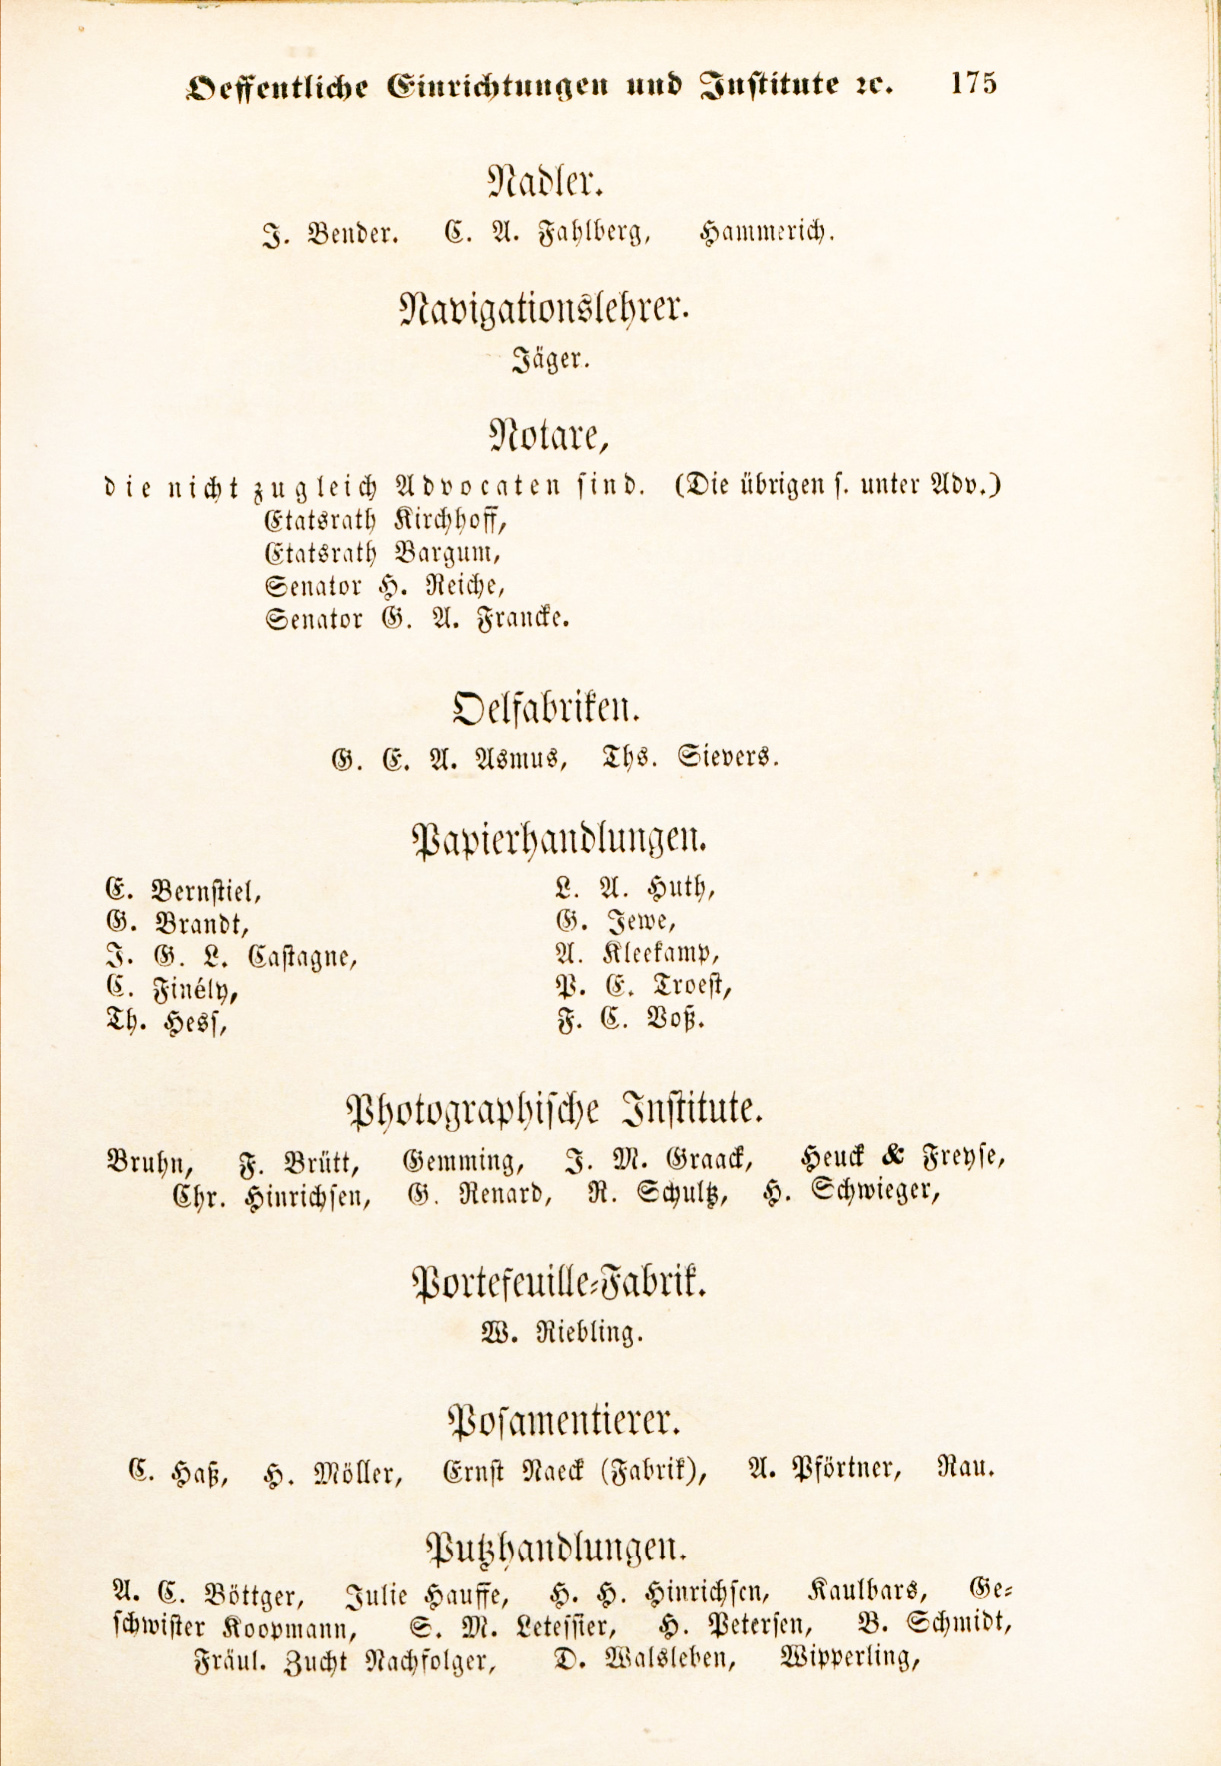 Oeffentliche Einrichtungen und Institute ꝛc. 175
Nadler.
J. Bender. C. A. Fahlberg, Hammerich.
Navigationslehrer.
Jäger.
Notare,
die nicht zugleich Advocaten sind. (Die übrigen s. unter Adv.)
Etatsrath Kirchhoff,
Etatsrath Bargum,
Senator H. Reiche,
Senator G. A. Francke.
Oelfabriken.
G. E. A. Asmus, Ths. Sievers.
Papierhandlungen.
E. Bernstiel,
G. Brandt,
J. G. L. Castagne,
C. Finély,
Th. Hess,
L. A. Huth,
G. Jewe,
A. Kleekamp,
P. E. Troest,
F. C. Voß.
Photographische Institute.
Bruhn, F. Brütt, Gemming, J. M. Graack, Heuck & Freyse,
Chr. Hinrichsen, G. Renard, R. Schultz, H. Schwieger,
Portefeuille-Fabrik.
W. Riebling.
Posamentierer.
C. Haß, H. Möller, Ernst Naeck (Fabrik), A. Pförtner, Rau.
Putzhandlungen.
A. C. Böttger, Julie Hauffe, H. H. Hinrichsen, Kaulbars, Ge-
schwister Koopmann, S. M. Letessier, H. Petersen, B. Schmidt,
Fräul. Zucht Nachfolger, D. Walsleben, Wipperling,